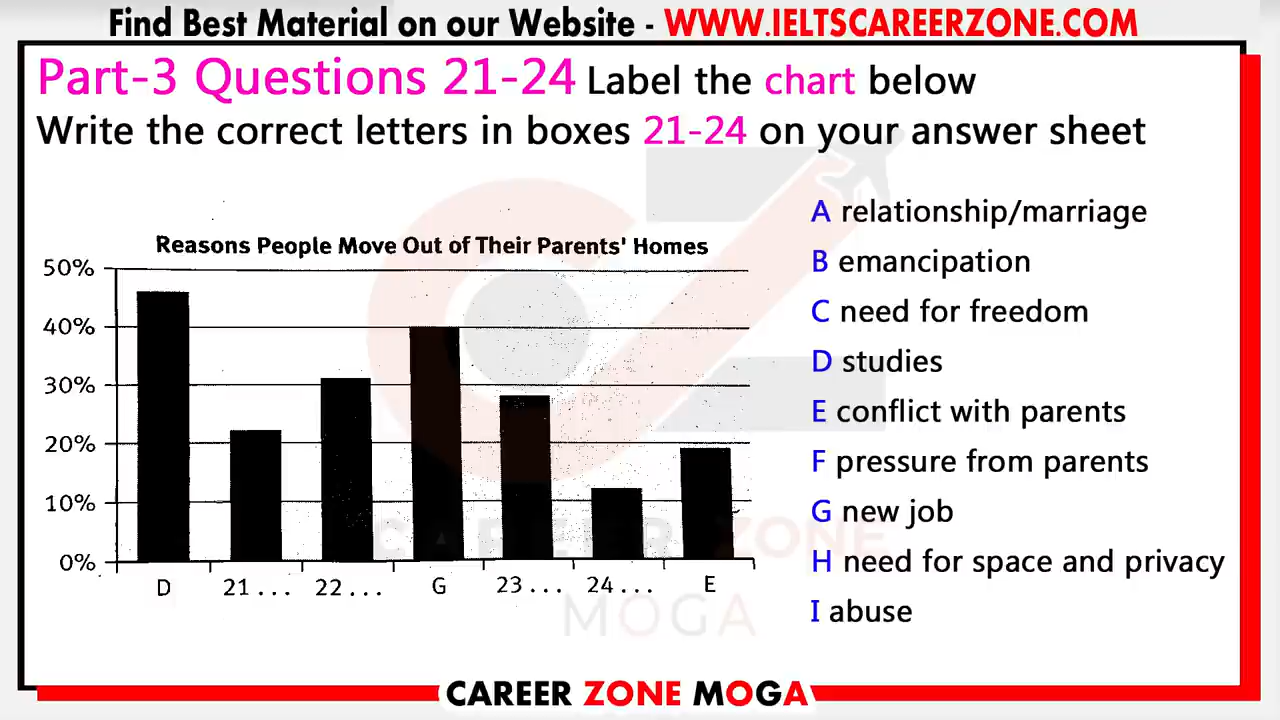 Find Best Material on our Website - WWW.IELTSCAREERZONE.COM
Part-3 Questions 21-24 Label the chart below
Write the correct letters in boxes 21-24 on your answer sheet
Reasons People Move Out of Their Parents' Homes
50%
40%
30%
20%
10%
0%
D 21... 22... G 23... 24... E
A relationship/marriage
B emancipation
C need for freedom
D studies
E conflict with parents
F pressure from parents
G new job
H need for space and privacy
I abuse
CAREER ZONE
MOGA
CAREER ZONE MOGA